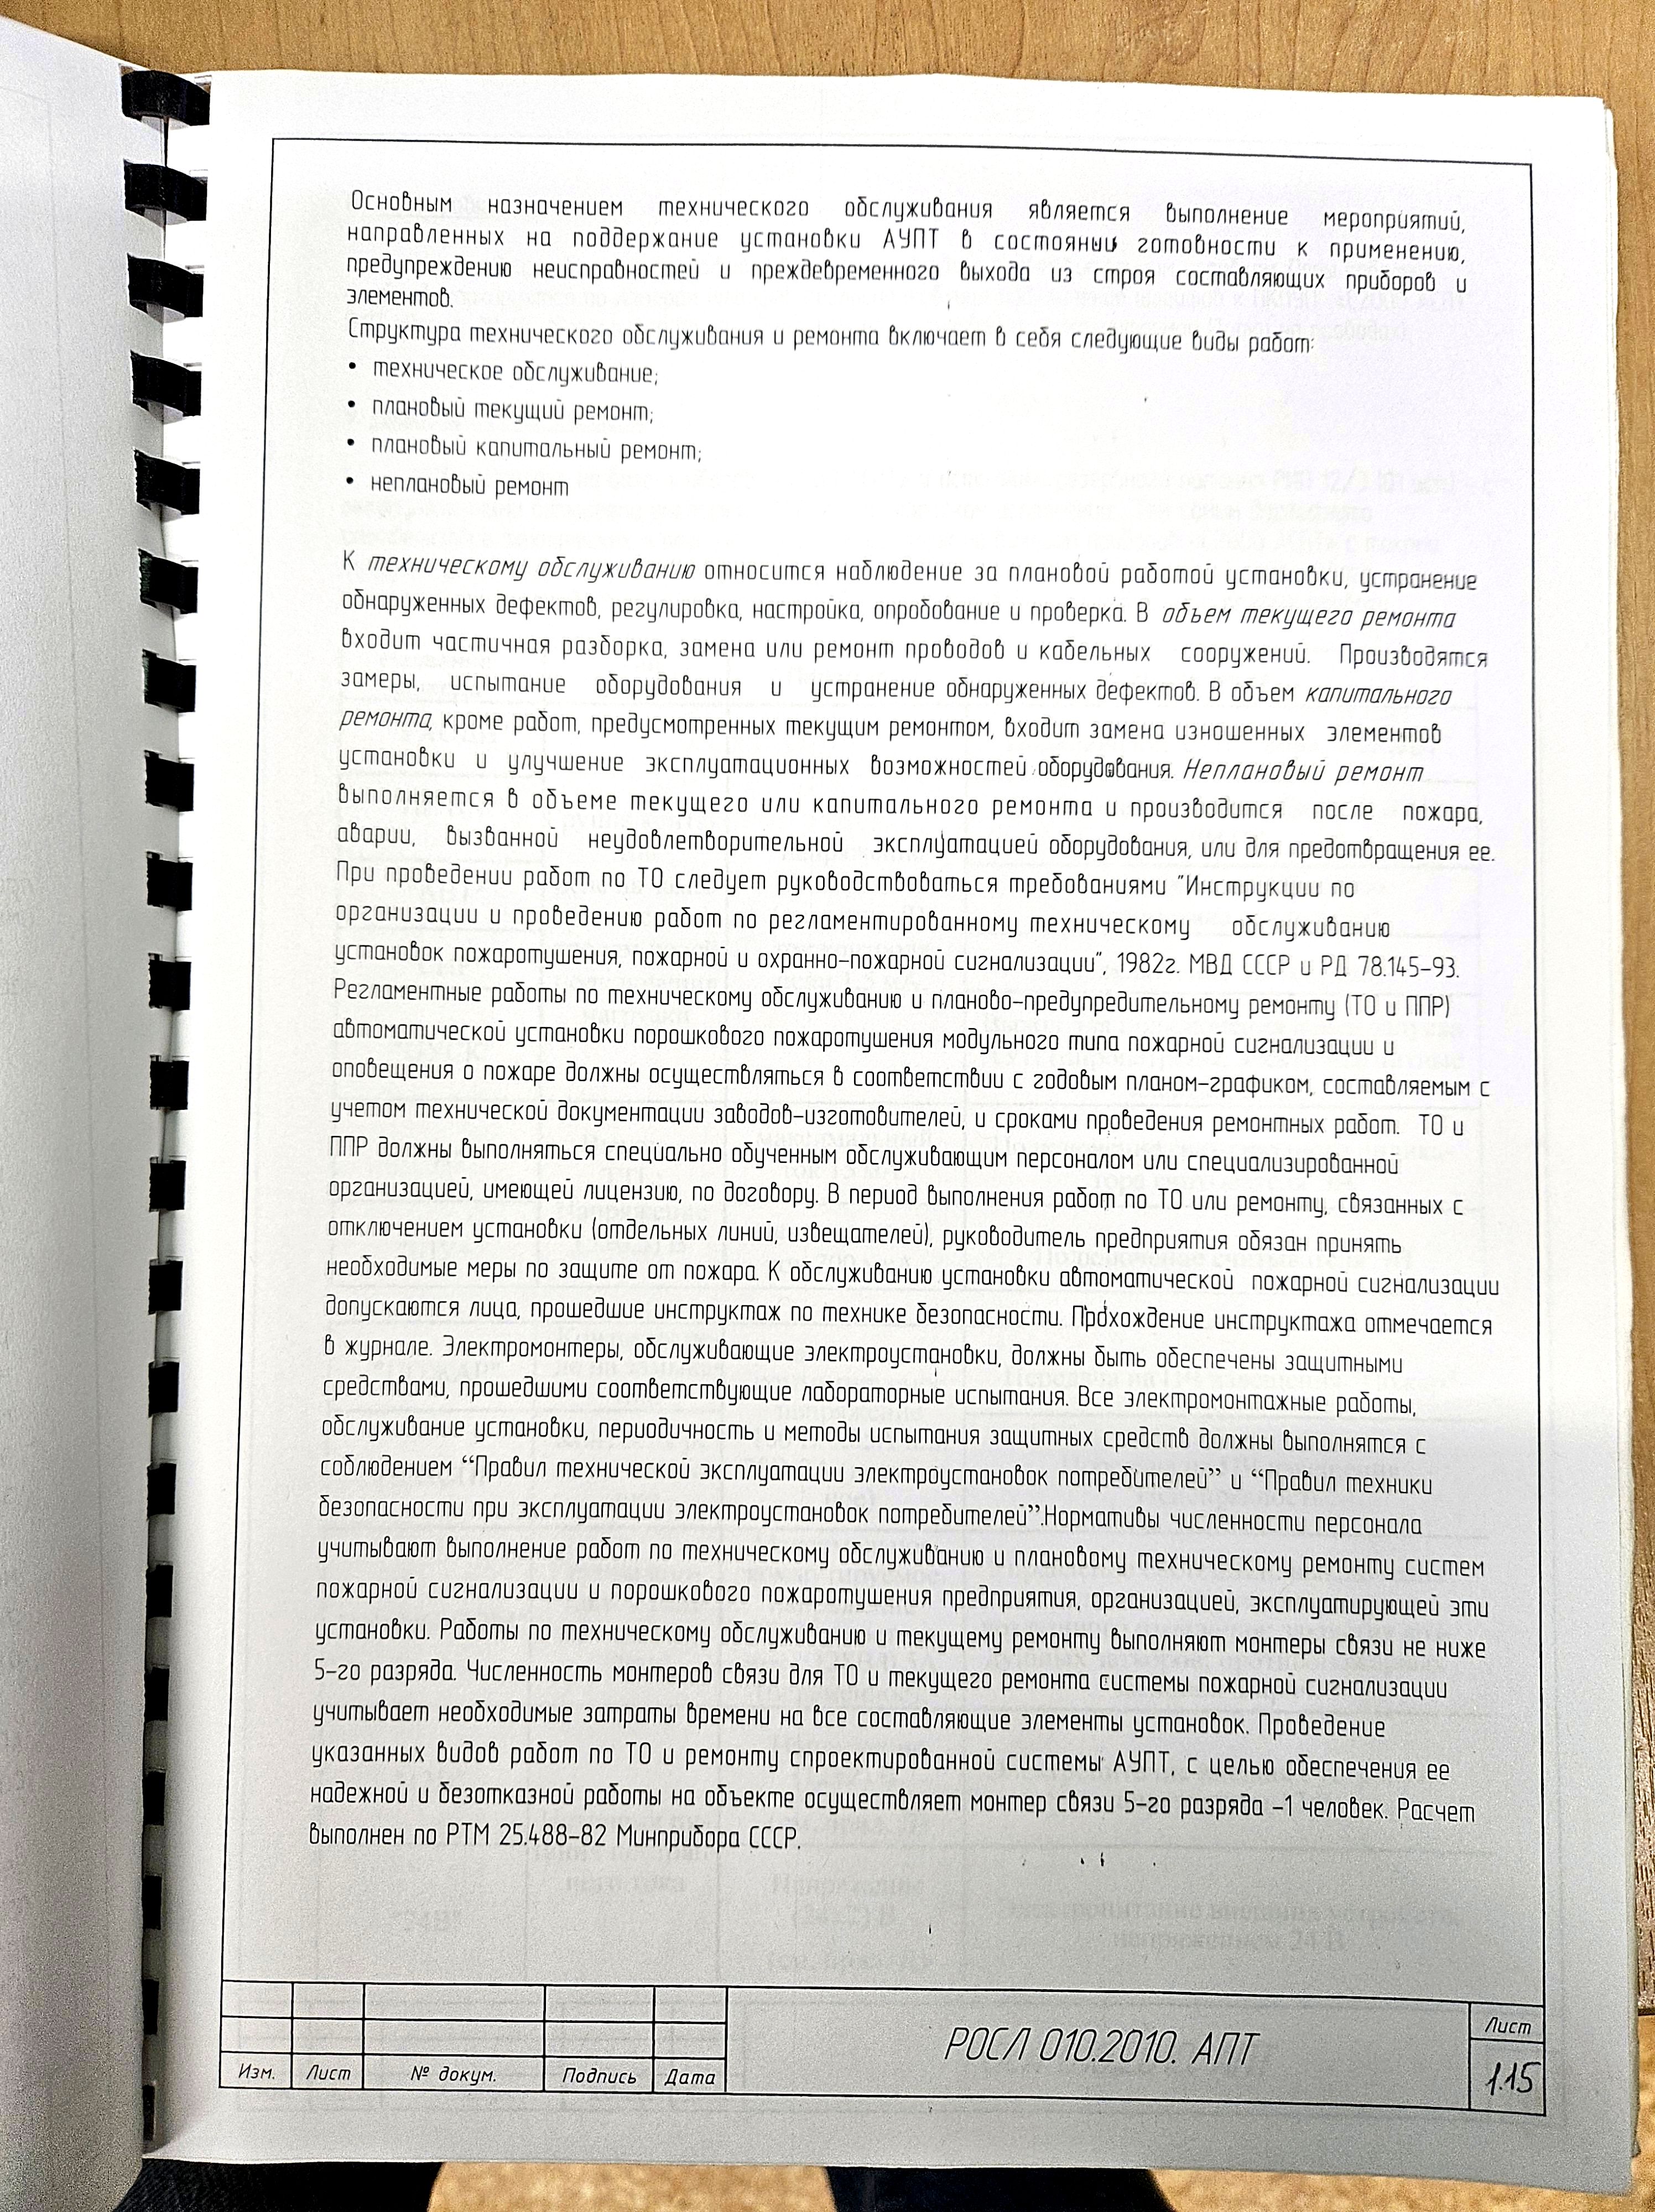 Основным назначением технического обслуживания является выполнение мероприятий,
направленных на поддержание установки АУПТ в состоянии готовности к применению,
предупреждению неисправностей и преждевременного выхода из строя составляющих приборов и
элементов.
Структура технического обслуживания и ремонта включает в себя следующие виды работ:
• техническое обслуживание;
• плановый текущий ремонт;
• плановый капитальный ремонт;
• неплановый ремонт
К техническому обслуживанию относится наблюдение за плановой работой установки, устранение
обнаруженных дефектов, регулировка, настройка, опробование и проверка. В объем текущего ремонта
входит частичная разборка, замена или ремонт проводов и кабельных сооружений. Производятся
замеры, испытание оборудования и устранение обнаруженных дефектов. В объем капитального
ремонта, кроме работ, предусмотренных текущим ремонтом, входит замена изношенных элементов
установки и улучшение эксплуатационных возможностей оборудования. Неплановый ремонт
выполняется в объеме текущего или капитального ремонта и производится после пожара,
аварии, вызванной неудовлетворительной эксплуатацией оборудования, или для предотвращения ее.
При проведении работ по ТО следует руководствоваться требованиями "Инструкции по
организации и проведению работ по регламентированному техническому обслуживанию
установок пожаротушения, пожарной и охранно-пожарной сигнализации", 1982г. МВД СССР и РД 78.145-93.
Регламентные работы по техническому обслуживанию и планово-предупредительному ремонту (ТО и ППР)
автоматической установки порошкового пожаротушения модульного типа пожарной сигнализации и
оповещения о пожаре должны осуществляться в соответствии с годовым планом-графиком, составляемым с
учетом технической документации заводов-изготовителей, и сроками проведения ремонтных работ. ТО и
ППР должны выполняться специально обученным обслуживающим персоналом или специализированной
организацией, имеющей лицензию, по договору. В период выполнения работ по ТО или ремонту, связанных с
отключением установки (отдельных линий, извещателей), руководитель предприятия обязан принять
необходимые меры по защите от пожара. К обслуживанию установки автоматической пожарной сигнализации
допускаются лица, прошедшие инструктаж по технике безопасности. Прохождение инструктажа отмечается
в журнале. Электромонтеры, обслуживающие электроустановки, должны быть обеспечены защитными
средствами, прошедшими соответствующие лабораторные испытания. Все электромонтажные работы,
обслуживание установки, периодичность и методы испытания защитных средств должны выполнятся с
соблюдением “Правил технической эксплуатации электроустановок потребителей” и “Правил техники
безопасности при эксплуатации электроустановок потребителей”.Нормативы численности персонала
учитывают выполнение работ по техническому обслуживанию и плановому техническому ремонту систем
пожарной сигнализации и порошкового пожаротушения предприятия, организацией, эксплуатирующей эти
установки. Работы по техническому обслуживанию и текущему ремонту выполняют монтеры связи не ниже
5-го разряда. Численность монтеров связи для ТО и текущего ремонта системы пожарной сигнализации
учитывает необходимые затраты времени на все составляющие элементы установок. Проведение
указанных видов работ по ТО и ремонту спроектированной системы АУПТ, с целью обеспечения ее
надежной и безотказной работы на объекте осуществляет монтер связи 5-го разряда -1 человек. Расчет
выполнен по РТМ 25.488-82 Минприбора СССР.
РОСЛ 010.2010. АПТ
Лист
1.15
Изм. Лист № докум. Подпись Дата